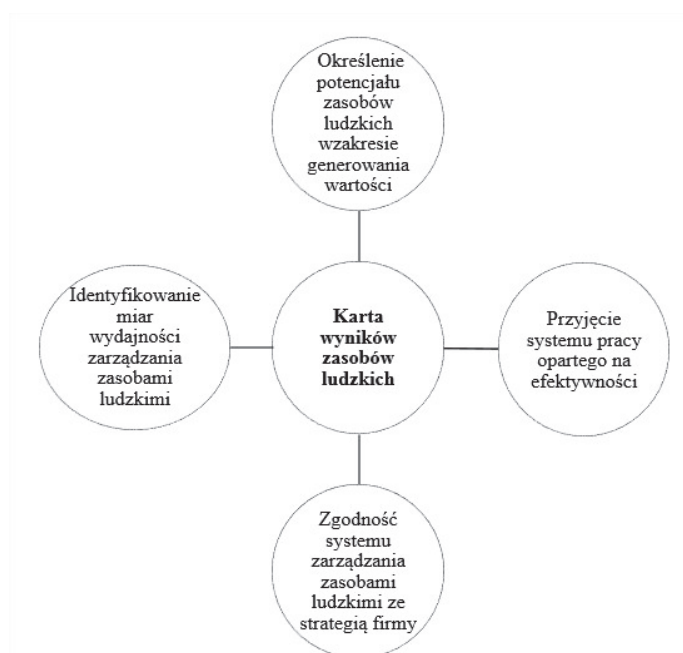 Określenie
potencjału
zasobów
ludzkich
wzakresie
generowania
wartości
Identyfikowanie
miar
wydajności
zarządzania
zasobami
ludzkimi
Karta
wyników
zasobów
ludzkich
Przyjęcie
systemu pracy
opartego na
efektywności
Zgodność
systemu
zarządzania
zasobami
ludzkimi ze
strategią firmy